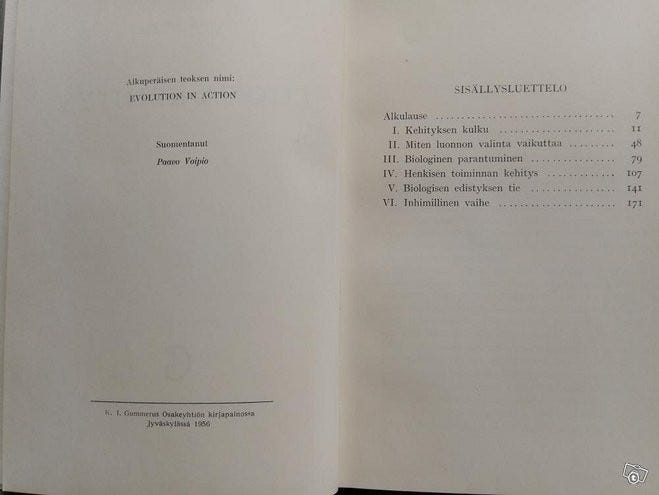 Alkuperäisen teoksen nimi:
EVOLUTION IN ACTION
Suomentanut
Paavo Voipio
K. J. Gummerus Osakeyhtiön kirjapainossa
Jyväskylässä 1956
SISÄLLYSLUETTELO
Alkulause ................................. 7
I. Kehityksen kulku .................... 11
II. Miten luonnon valinta vaikuttaa ........ 48
III. Biologinen parantuminen .............. 79
IV. Henkisen toiminnan kehitys ............ 107
V. Biologisen edistyksen tie .............. 141
VI. Inhimillinen vaihe .................... 171